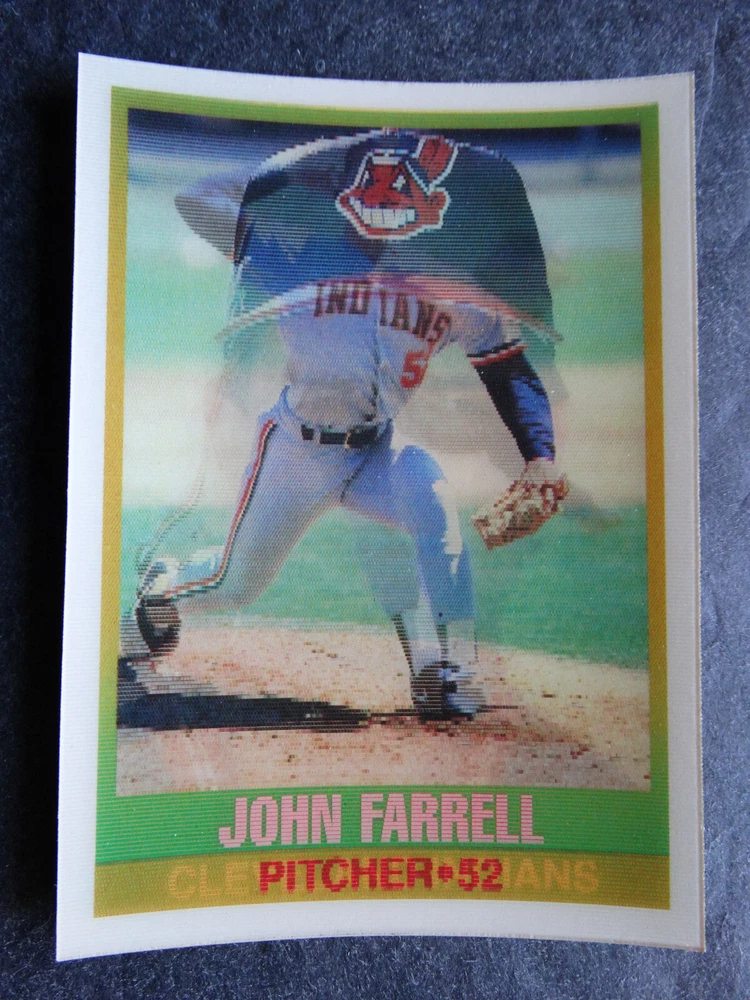 INDIANS
5
JOHN FARRELL
PITCHER•52